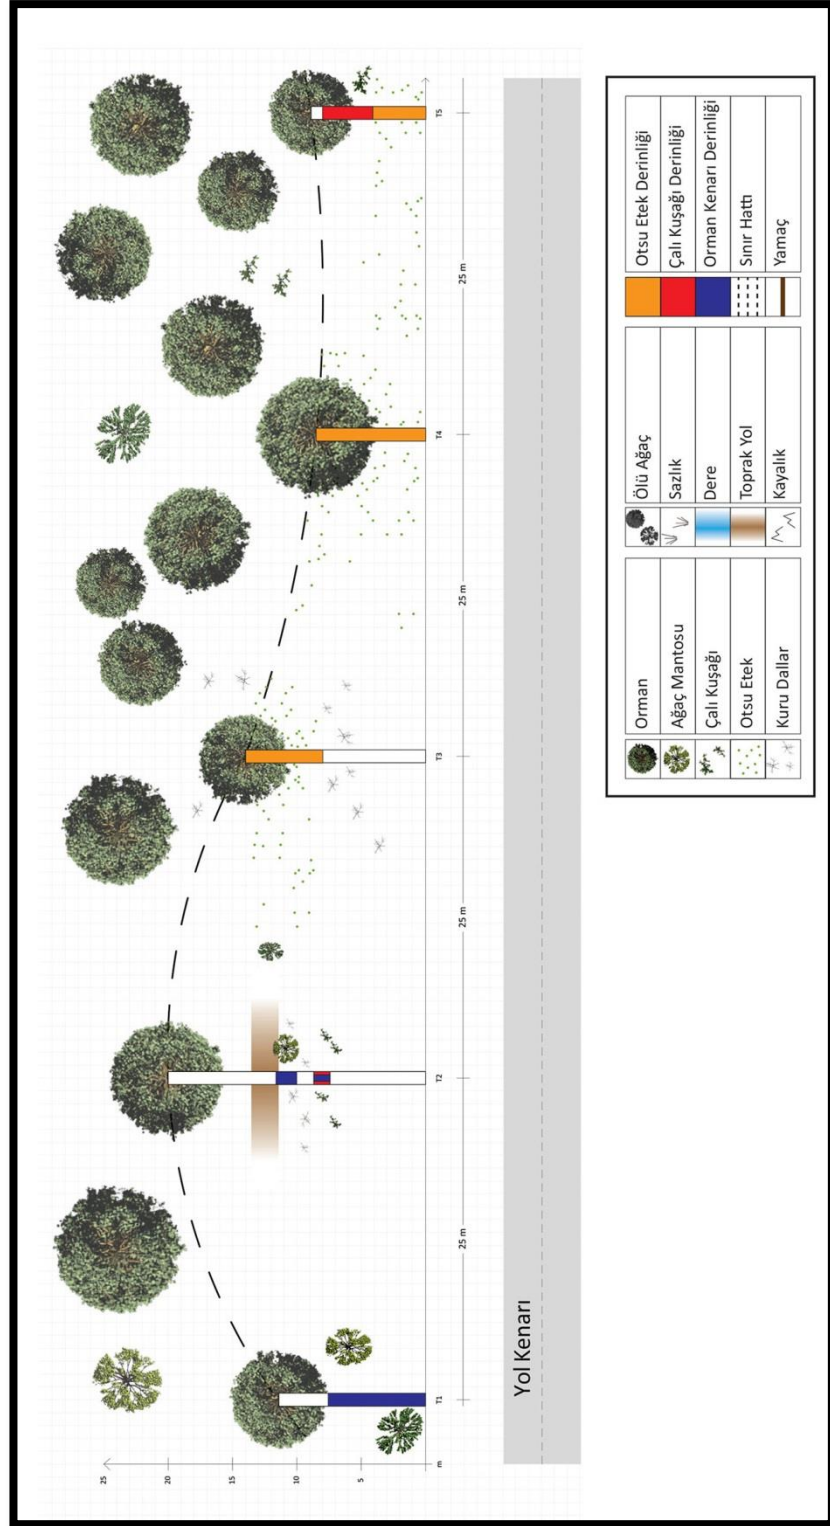 25
20
15
10
5
m
T1
T2
T3
T4
T5
25 m
25 m
25 m
25 m
Yol Kenarı
Orman
Ağaç Mantosu
Çalı Kuşağı
Otsu Etek
Kuru Dallar
Ölü Ağaç
Sazlık
Dere
Toprak Yol
Kayalık
Otsu Etek Derinliği
Çalı Kuşağı Derinliği
Orman Kenarı Derinliği
Sınır Hattı
Yamaç